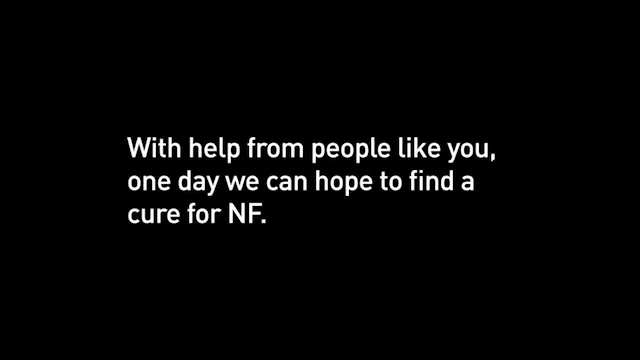 With help from people like you,
one day we can hope to find a
cure for NF.